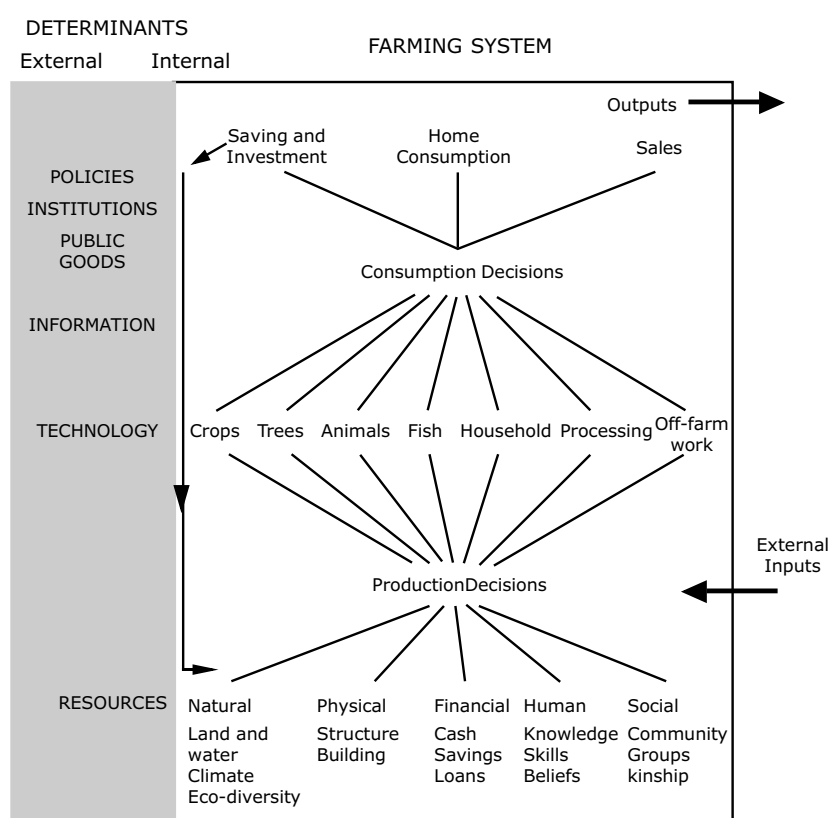 DETERMINANTS
External Internal
FARMING SYSTEM
Outputs
Saving and
Investment
Home
Consumption
Sales
POLICIES
INSTITUTIONS
PUBLIC
GOODS
Consumption Decisions
INFORMATION
TECHNOLOGY
Crops Trees Animals Fish Household Processing Off-farm
work
External
Inputs
ProductionDecisions
RESOURCES
Natural
Land and
water
Climate
Eco-diversity
Physical
Structure
Building
Financial
Cash
Savings
Loans
Human
Knowledge
Skills
Beliefs
Social
Community
Groups
kinship